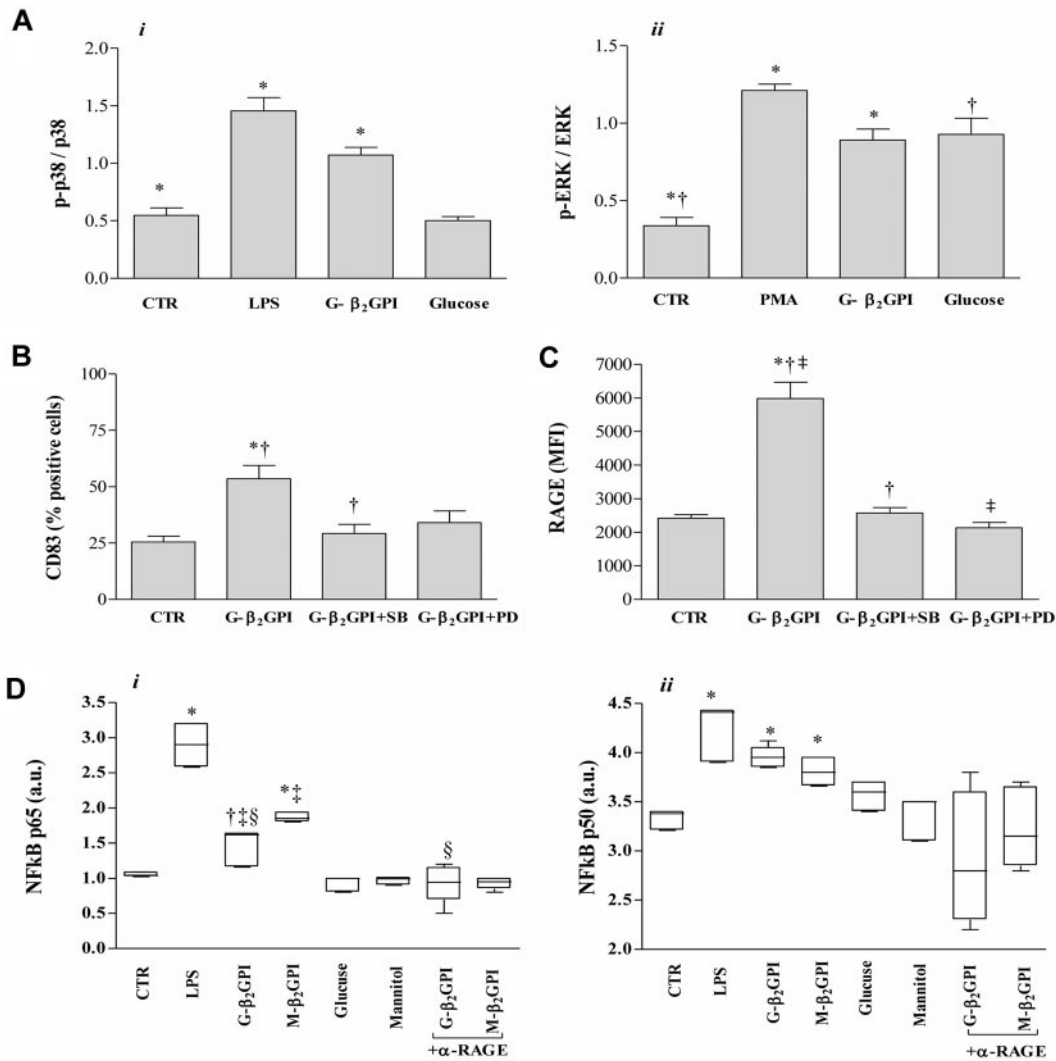 A
i
p-p38 / p38
2.0
1.5
1.0
0.5
0.0
*
*
*
CTR LPS G- β₂GPI Glucose
ii
p-ERK / ERK
1.5
1.0
0.5
0.0
*†
*
*
†
CTR PMA G- β₂GPI Glucose
B
CD83 (% positive cells)
100
75
50
25
0
*†
†
CTR G-β₂GPI G-β₂GPI+SB G-β₂GPI+PD
C
RAGE (MFI)
7000
6000
5000
4000
3000
2000
1000
0
*†‡
†
‡
CTR G- β₂GPI G-β₂GPI+SB G-β₂GPI+PD
D
i
NFkB p65 (a.u.)
3.5
3.0
2.5
2.0
1.5
1.0
0.5
0.0
*
†‡§
*‡
§
CTR LPS G-β₂GPI M-β₂GPI Glucuse Mannitol G-β₂GPI M-β₂GPI
+α-RAGE
ii
NFkB p50 (a.u.)
4.5
4.0
3.5
3.0
2.5
2.0
*
*
*
CTR LPS G-β₂GPI M-β₂GPI Glucuse Mannitol G-β₂GPI M-β₂GPI
+α-RAGE